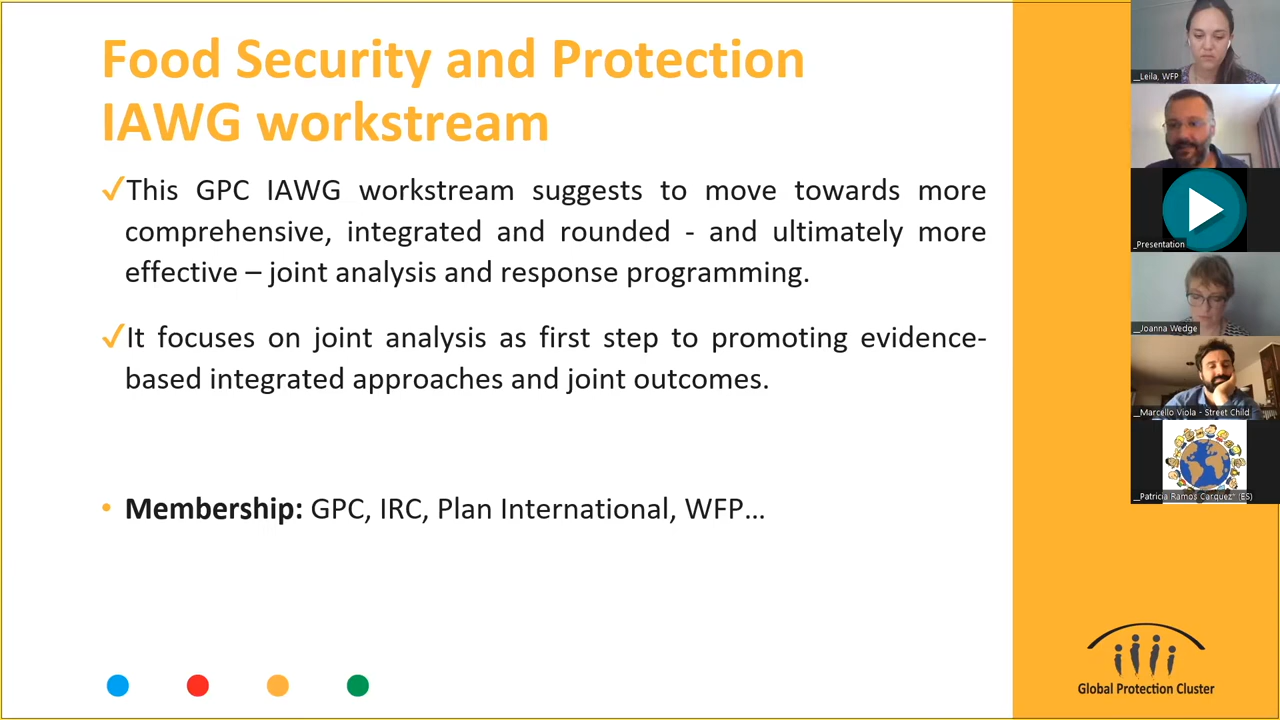 Food Security and Protection
IAWG workstream
✓This GPC IAWG workstream suggests to move towards more
comprehensive, integrated and rounded - and ultimately more
effective – joint analysis and response programming.
✓It focuses on joint analysis as first step to promoting evidence-
based integrated approaches and joint outcomes.
• Membership: GPC, IRC, Plan International, WFP...
__Leila, WFP
_Presentation
__Joanna Wedge
__Marcello Viola - Street Child
_Patricia Ramos Carquez* (ES)
Global Protection Cluster